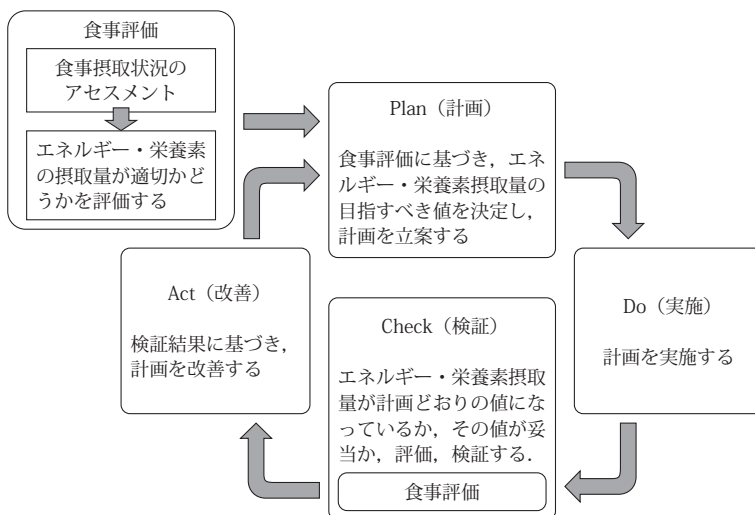 食事評価
食事摂取状況の
アセスメント
エネルギー・栄養素
の摂取量が適切かど
うかを評価する
Plan（計画）
食事評価に基づき，エネ
ルギー・栄養素摂取量の
目指すべき値を決定し，
計画を立案する
Do（実施）
計画を実施する
Check（検証）
エネルギー・栄養素摂取
量が計画どおりの値にな
っているか，その値が妥
当か，評価，検証する．
食事評価
Act（改善）
検証結果に基づき，
計画を改善する